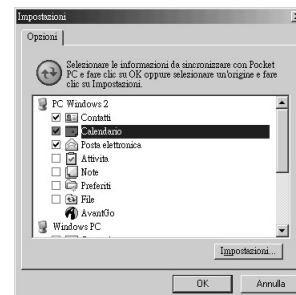 Impostazioni
Opzioni
Selezionare le informazioni da sincronizzare con Pocket
PC e fare clic su OK oppure selezionare un'origine e fare
clic su Impostazioni.
PC Windows 2
Contatti
Calendario
Posta elettronica
Attivita
Note
Preferiti
File
AvantGo
Windows PC
Impostazioni...
OK
Annulla